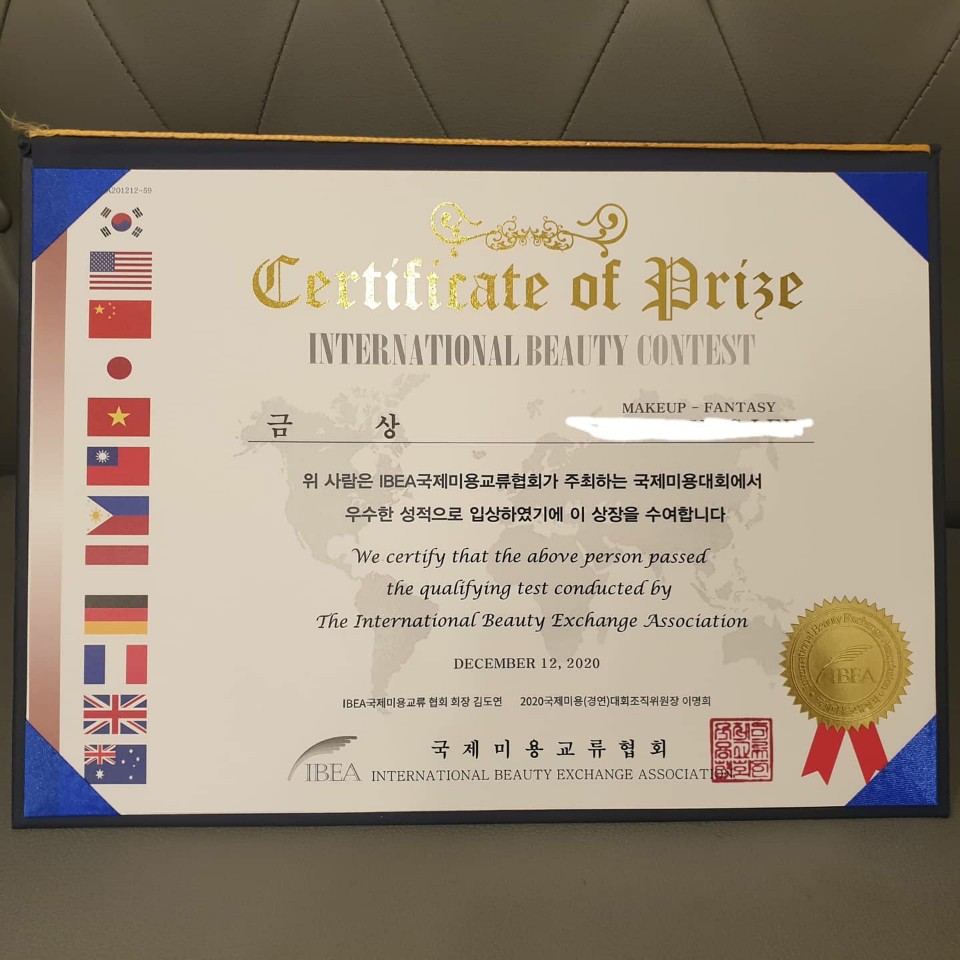 201212-59
Certificate of Prize
INTERNATIONAL BEAUTY CONTEST
MAKEUP - FANTASY
금 상
위 사람은 IBEA국제미용교류협회가 주최하는 국제미용대회에서
우수한 성적으로 입상하였기에 이 상장을 수여합니다
We certify that the above person passed
the qualifying test conducted by
The International Beauty Exchange Association
DECEMBER 12, 2020
IBEA국제미용교류 협회 회장 김도연 2020국제미용(경연)대회조직위원장 이명희
국제미용교류협회
IBEA INTERNATIONAL BEAUTY EXCHANGE ASSOCIATION
International Beauty Exchange Association
IBEA